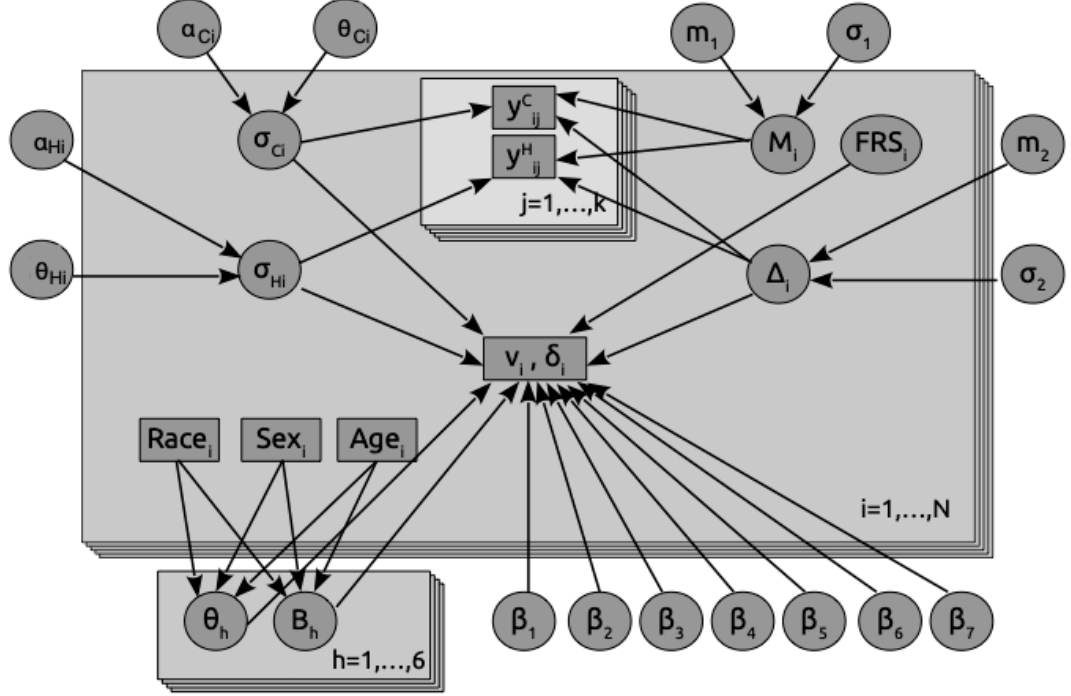 α_Ci θ_Ci m_1 σ_1
y^C_ij
α_Hi σ_Ci M_i FRS_i m_2
y^H_ij
j=1,...,k
θ_Hi σ_Hi Δ_i σ_2
v_i , δ_i
Race_i Sex_i Age_i
i=1,...,N
θ_h B_h β_1 β_2 β_3 β_4 β_5 β_6 β_7
h=1,...,6